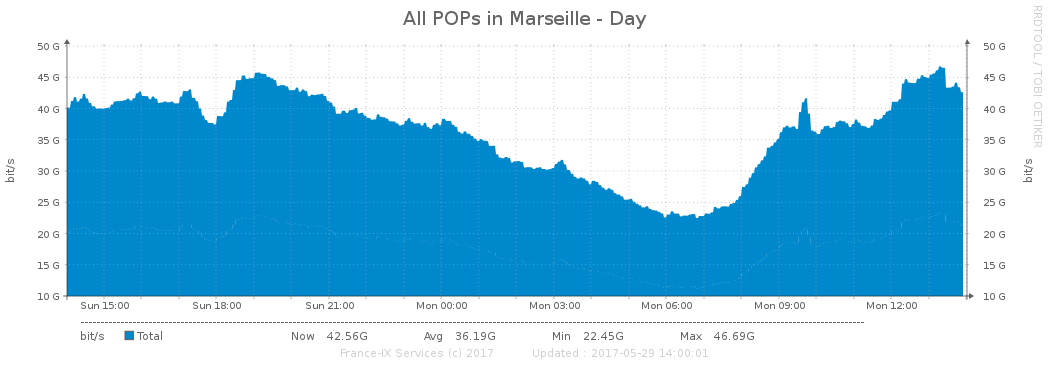 All POPs in Marseille - Day
RRDTOOL / TOBI OETIKER
50 G 50 G
45 G 45 G
40 G 40 G
35 G 35 G
30 G 30 G
25 G 25 G
20 G 20 G
15 G 15 G
10 G 10 G
bit/s bit/s
Sun 15:00 Sun 18:00 Sun 21:00 Mon 00:00 Mon 03:00 Mon 06:00 Mon 09:00 Mon 12:00
bit/s Total Now 42.56G Avg 36.19G Min 22.45G Max 46.69G
France-IX Services (c) 2017 Updated : 2017-05-29 14:00:01